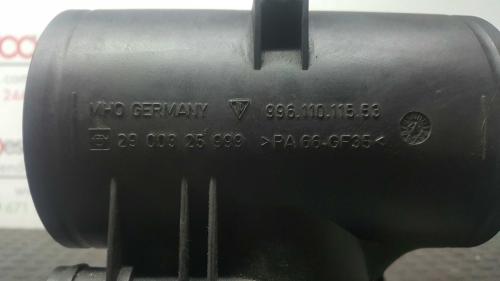 MHO GERMANY 996.110.115.53
29 003 25 999 >PA 66-GF35<